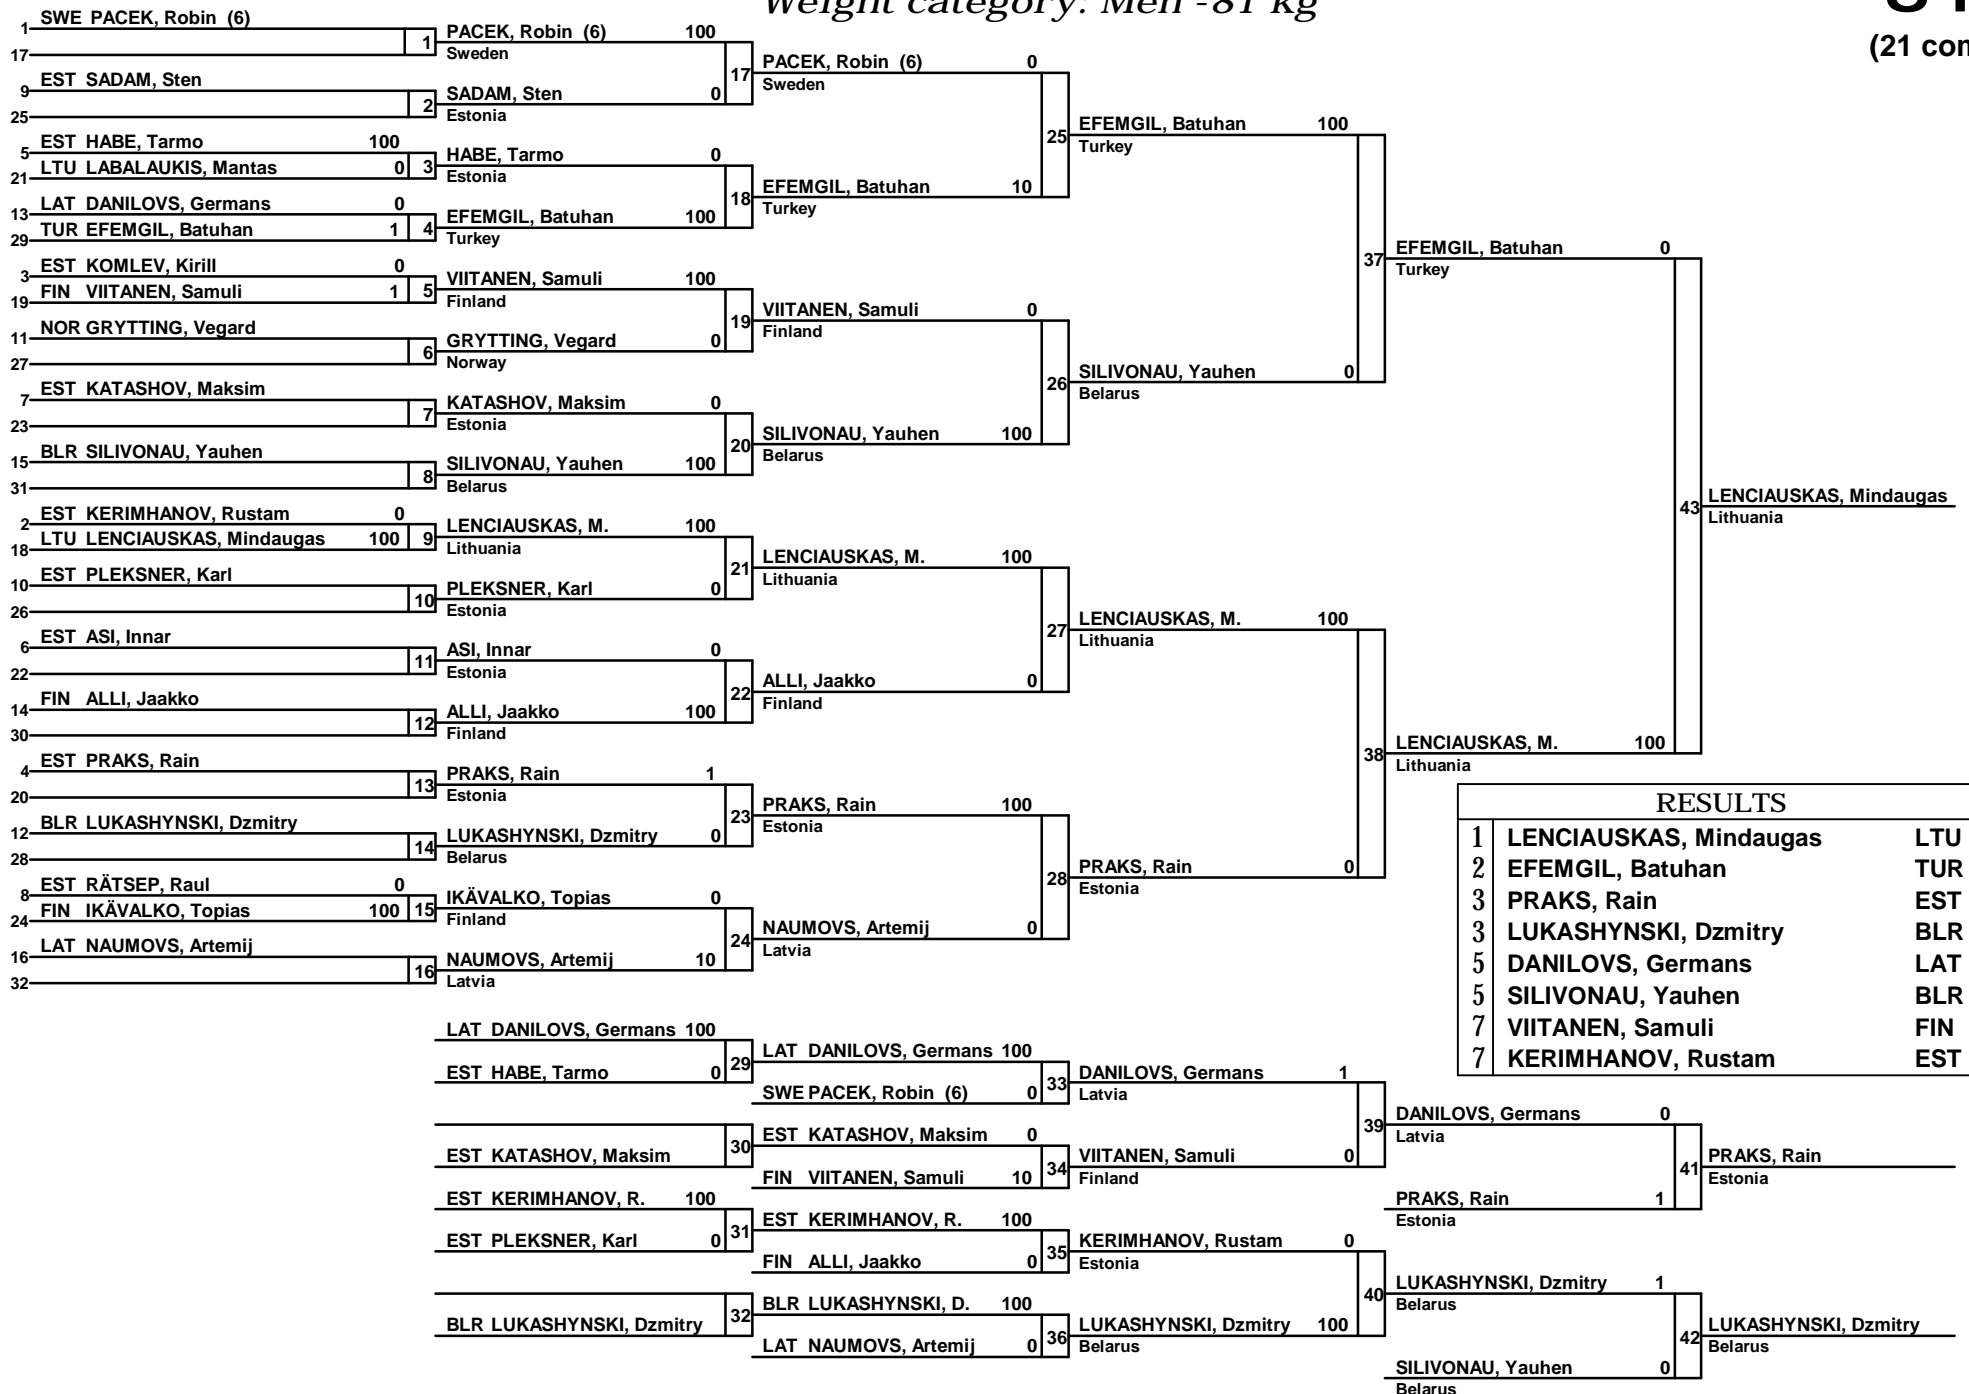 Weight category: Men -81 kg
(21 con
1 SWE PACEK, Robin (6)
17
1
9 EST SADAM, Sten
25
2
5 EST HABE, Tarmo 100
21 LTU LABALAUKIS, Mantas 0
3
13 LAT DANILOVS, Germans 0
29 TUR EFEMGIL, Batuhan 1
4
3 EST KOMLEV, Kirill 0
19 FIN VIITANEN, Samuli 1
5
11 NOR GRYTTING, Vegard
27
6
7 EST KATASHOV, Maksim
23
7
15 BLR SILIVONAU, Yauhen
31
8
2 EST KERIMHANOV, Rustam 0
18 LTU LENCIAUSKAS, Mindaugas 100
9
10 EST PLEKSNER, Karl
26
10
6 EST ASI, Innar
22
11
14 FIN ALLI, Jaakko
30
12
4 EST PRAKS, Rain
20
13
12 BLR LUKASHYNSKI, Dzmitry
28
14
8 EST RÄTSEP, Raul 0
24 FIN IKÄVALKO, Topias 100
15
16 LAT NAUMOVS, Artemij
32
16
PACEK, Robin (6) 100
Sweden
17
SADAM, Sten 0
Estonia
HABE, Tarmo 0
Estonia
18
EFEMGIL, Batuhan 100
Turkey
VIITANEN, Samuli 100
Finland
19
GRYTTING, Vegard 0
Norway
KATASHOV, Maksim 0
Estonia
20
SILIVONAU, Yauhen 100
Belarus
LENCIAUSKAS, M. 100
Lithuania
21
PLEKSNER, Karl 0
Estonia
ASI, Innar 0
Estonia
22
ALLI, Jaakko 100
Finland
PRAKS, Rain 1
Estonia
23
LUKASHYNSKI, Dzmitry 0
Belarus
IKÄVALKO, Topias 0
Finland
24
NAUMOVS, Artemij 10
Latvia
PACEK, Robin (6) 0
Sweden
25
EFEMGIL, Batuhan 10
Turkey
VIITANEN, Samuli 0
Finland
26
SILIVONAU, Yauhen 100
Belarus
LENCIAUSKAS, M. 100
Lithuania
27
ALLI, Jaakko 0
Finland
PRAKS, Rain 100
Estonia
28
NAUMOVS, Artemij 0
Latvia
EFEMGIL, Batuhan 100
Turkey
37
SILIVONAU, Yauhen 0
Belarus
LENCIAUSKAS, M. 100
Lithuania
38
PRAKS, Rain 0
Estonia
EFEMGIL, Batuhan 0
Turkey
43
LENCIAUSKAS, M. 100
Lithuania
LENCIAUSKAS, Mindaugas
Lithuania
RESULTS
1 LENCIAUSKAS, Mindaugas LTU
2 EFEMGIL, Batuhan TUR
3 PRAKS, Rain EST
3 LUKASHYNSKI, Dzmitry BLR
5 DANILOVS, Germans LAT
5 SILIVONAU, Yauhen BLR
7 VIITANEN, Samuli FIN
7 KERIMHANOV, Rustam EST
LAT DANILOVS, Germans 100
29
EST HABE, Tarmo 0
30
EST KATASHOV, Maksim
EST KERIMHANOV, R. 100
31
EST PLEKSNER, Karl 0
32
BLR LUKASHYNSKI, Dzmitry
LAT DANILOVS, Germans 100
33
SWE PACEK, Robin (6) 0
EST KATASHOV, Maksim 0
34
FIN VIITANEN, Samuli 10
EST KERIMHANOV, R. 100
35
FIN ALLI, Jaakko 0
BLR LUKASHYNSKI, D. 100
36
LAT NAUMOVS, Artemij 0
DANILOVS, Germans 1
Latvia
39
VIITANEN, Samuli 0
Finland
KERIMHANOV, Rustam 0
Estonia
40
LUKASHYNSKI, Dzmitry 100
Belarus
DANILOVS, Germans 0
Latvia
41
PRAKS, Rain 1
Estonia
LUKASHYNSKI, Dzmitry 1
Belarus
42
SILIVONAU, Yauhen 0
Belarus
PRAKS, Rain
Estonia
LUKASHYNSKI, Dzmitry
Belarus